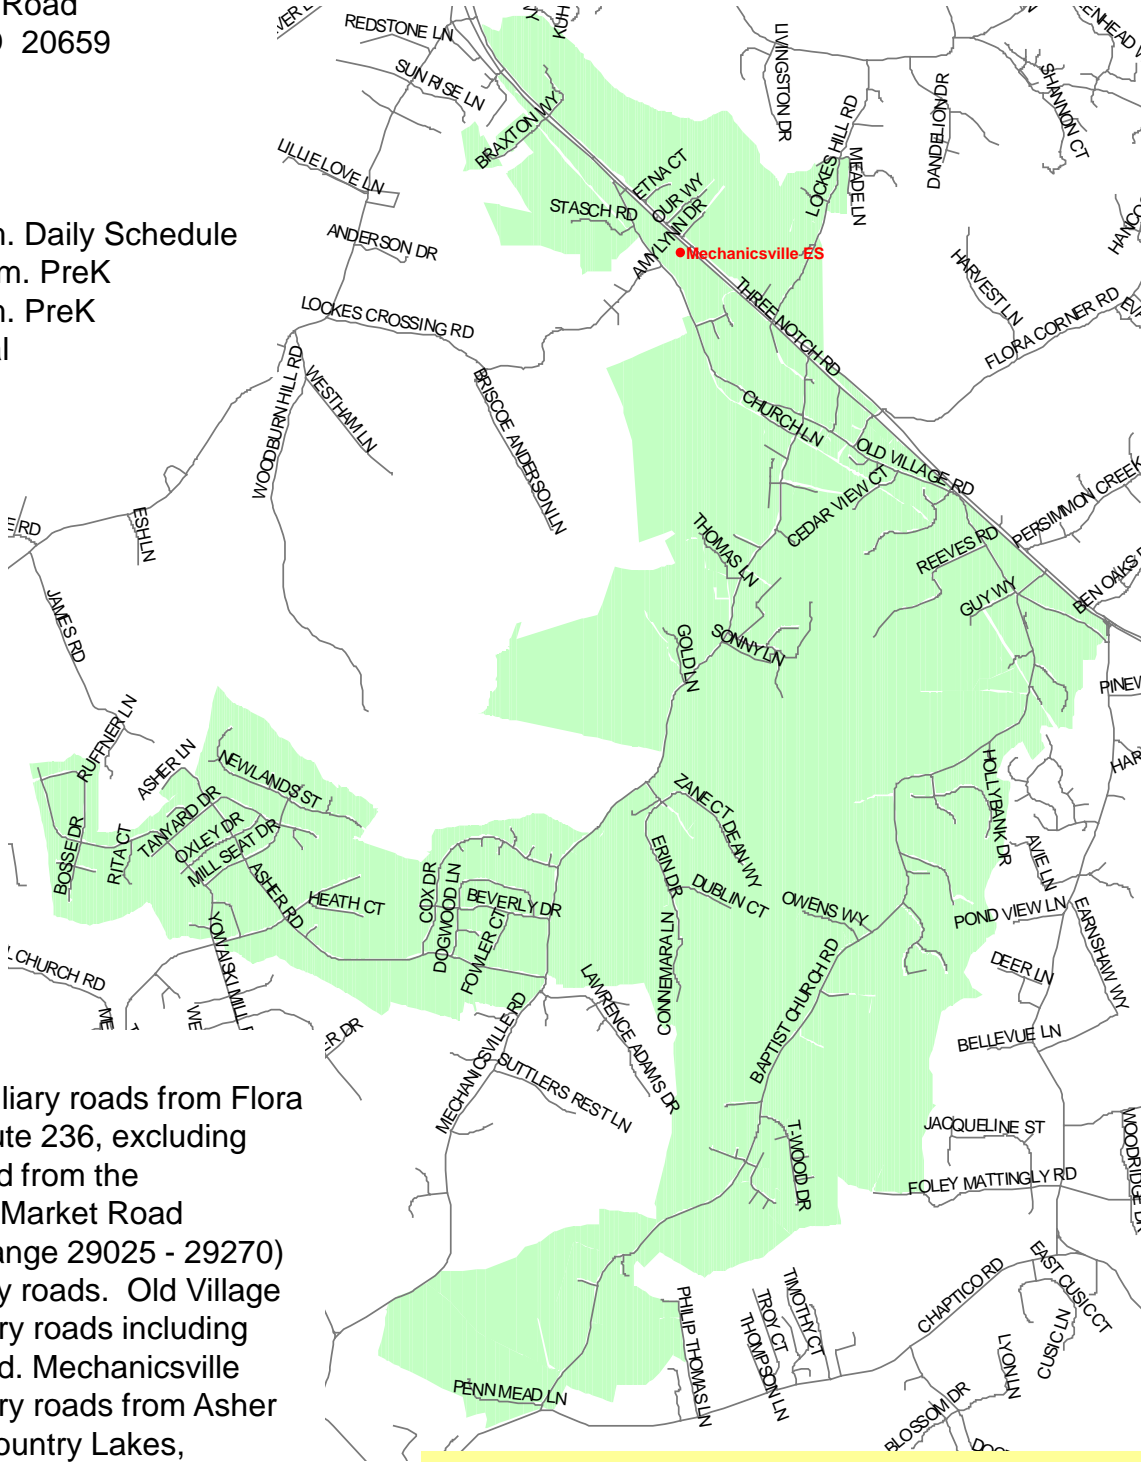 Road
20659
n. Daily Schedule
m. PreK
n. PreK
al
liary roads from Flora
ute 236, excluding
d from the
Market Road
ange 29025 - 29270)
y roads.  Old Village
ry roads including
d. Mechanicsville
ry roads from Asher
ountry Lakes,
REDSTONE LN
SUN RISE LN
BRAXTON WY
LILLIE LOVE LN
ANDERSON DR
STASCH RD
ETNA CT
OUR WY
AMY LYNN DR
Mechanicsville ES
LIVINGSTON DR
LOCKES HILL RD
MEADE LN
DANDELION DR
SHANNON CT
HARVEST LN
FLORA CORNER RD
THREE NOTCH RD
LOCKES CROSSING RD
WOODBURN HILL RD
WESTHAM LN
BRISCOE ANDERSON LN
CHURCH LN
OLD VILLAGE RD
CEDAR VIEW CT
PERSIMMON CREEK
REEVES RD
GUY WY
BEN OAKS
E RD
ESH LN
JAMES RD
THOMAS LN
SONNY LN
GOLD LN
PINEW
HAR
RUFFNER LN
ASHER LN
NEWLANDS ST
TANYARD DR
OXLEY DR
MILL SEAT DR
BOSSE DR
RITA CT
ASHER RD
HEATH CT
YOWAISKI MILL
COX DR
DOGWOOD LN
BEVERLY DR
FOWLER CT
ZANE CT
DEAN WY
ERIN DR
DUBLIN CT
CONNEMARA LN
OWENS WY
HOLLYBANK DR
AVIE LN
POND VIEW LN
EARNSHAW WY
DEER LN
BELLEVUE LN
L CHURCH RD
ER DR
MECHANICSVILLE RD
LAWRENCE ADAMS DR
SUTTLERS REST LN
BAPTIST CHURCH RD
T-WOOD DR
JACQUELINE ST
FOLEY MATTINGLY RD
WOODRIDGE DR
CHAPTICO RD
EAST CUSIC CT
CUSIC LN
LYON LN
BLOSSOM DR
PENN MEAD LN
PHILIP THOMAS LN
TROY CT
THOMPSON LN
TIMOTHY CT